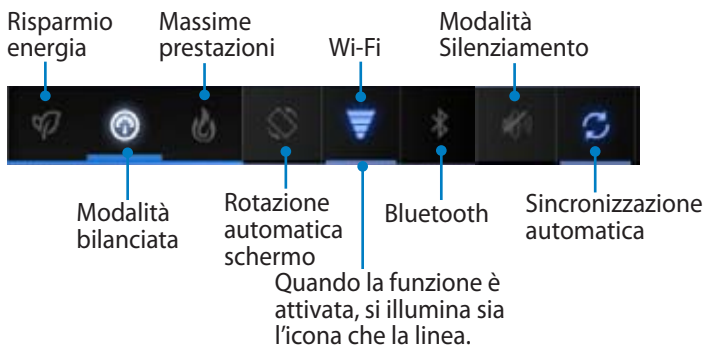 Risparmio
energia
Massime
prestazioni
Wi-Fi
Modalità
Silenziamento
Modalità
bilanciata
Rotazione
automatica
schermo
Bluetooth
Sincronizzazione
automatica
Quando la funzione è
attivata, si illumina sia
l'icona che la linea.